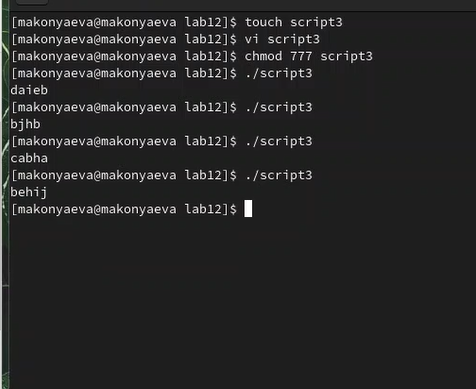 [makonyaeva@makonyaeva lab12]$ touch script3
[makonyaeva@makonyaeva lab12]$ vi script3
[makonyaeva@makonyaeva lab12]$ chmod 777 script3
[makonyaeva@makonyaeva lab12]$ ./script3
daieb
[makonyaeva@makonyaeva lab12]$ ./script3
bjhb
[makonyaeva@makonyaeva lab12]$ ./script3
cabha
[makonyaeva@makonyaeva lab12]$ ./script3
behij
[makonyaeva@makonyaeva lab12]$